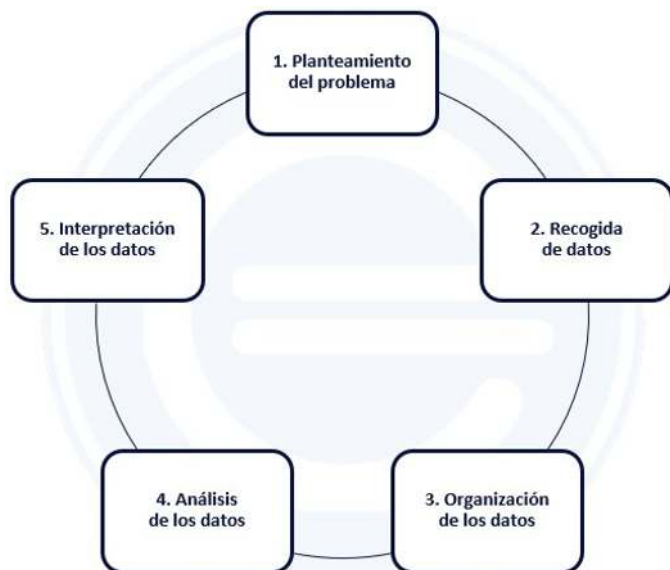 1. Planteamiento
del problema
2. Recogida
de datos
3. Organización
de los datos
4. Análisis
de los datos
5. Interpretación
de los datos